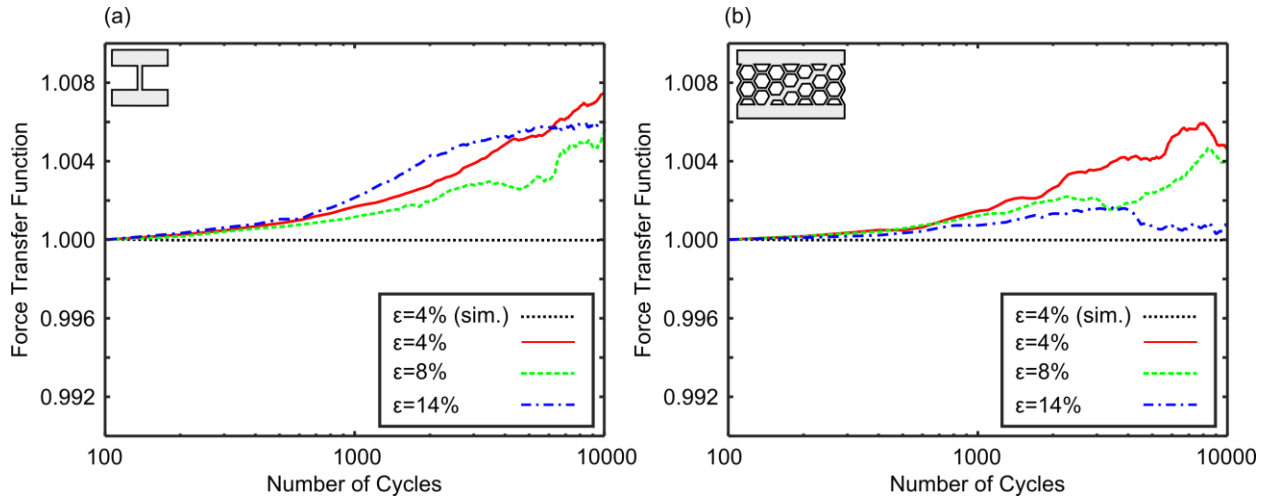 (a)
1.008
1.004
1.000
0.996
0.992
Force Transfer Function
ε=4% (sim.)
ε=4%
ε=8%
ε=14%
100
1000
10000
Number of Cycles
(b)
1.008
1.004
1.000
0.996
0.992
Force Transfer Function
ε=4% (sim.)
ε=4%
ε=8%
ε=14%
100
1000
10000
Number of Cycles